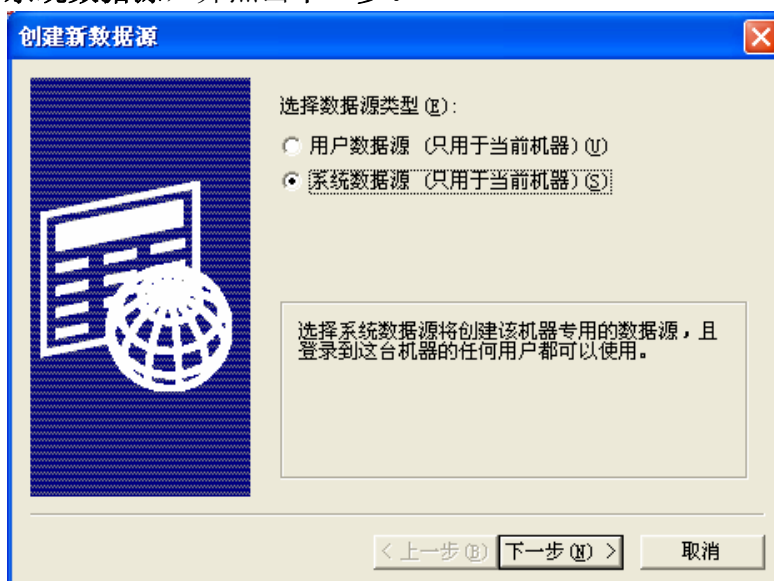 创建新数据源
选择数据源类型(E):
用户数据源 (只用于当前机器)(U)
系统数据源 (只用于当前机器)(S)
选择系统数据源将创建该机器专用的数据源，且
登录到这台机器的任何用户都可以使用。
< 上一步(B) 下一步(N) > 取消